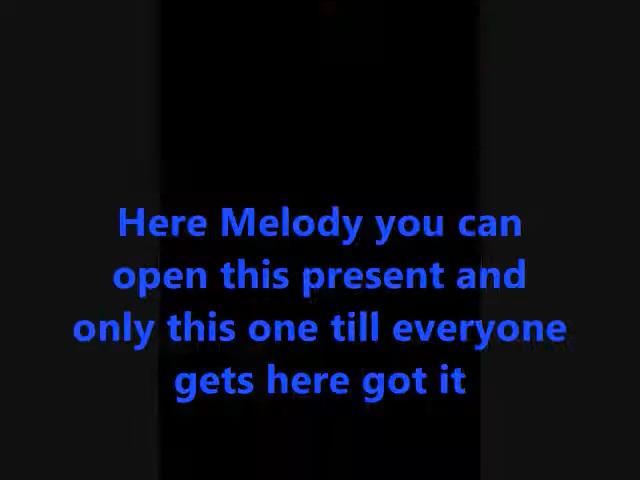 Here Melody you can
open this present and
only this one till everyone
gets here got it